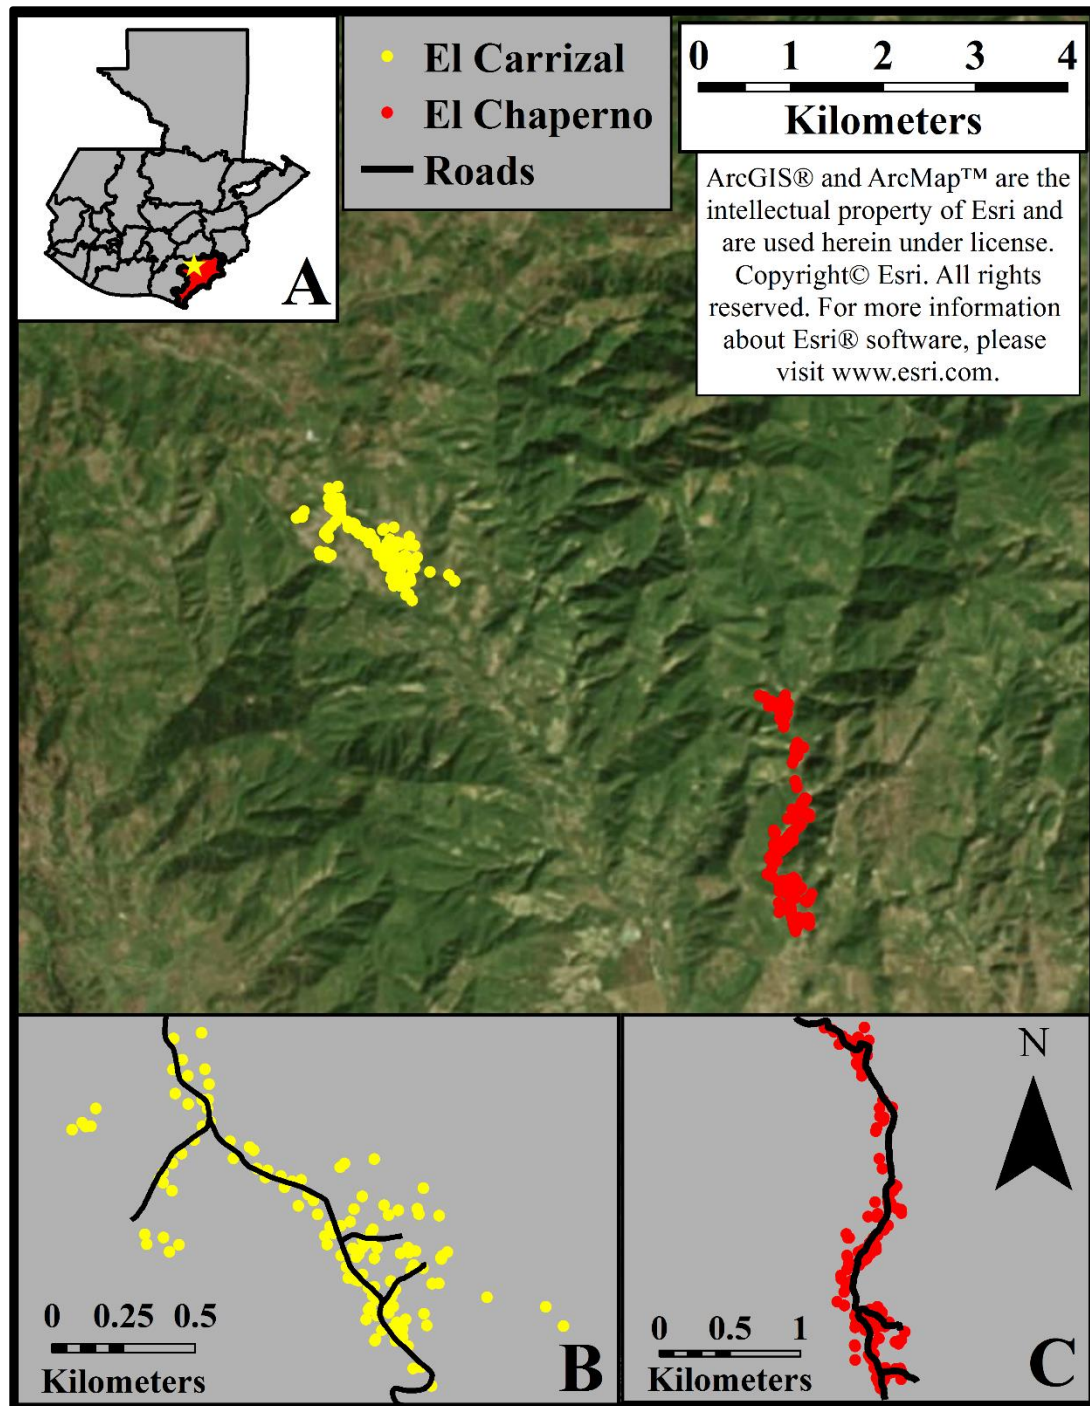 A
El Carrizal
El Chaperno
Roads
0 1 2 3 4
Kilometers
ArcGIS® and ArcMap™ are the
intellectual property of Esri and
are used herein under license.
Copyright© Esri. All rights
reserved. For more information
about Esri® software, please
visit www.esri.com.
0 0.25 0.5
Kilometers
B
N
0 0.5 1
Kilometers
C